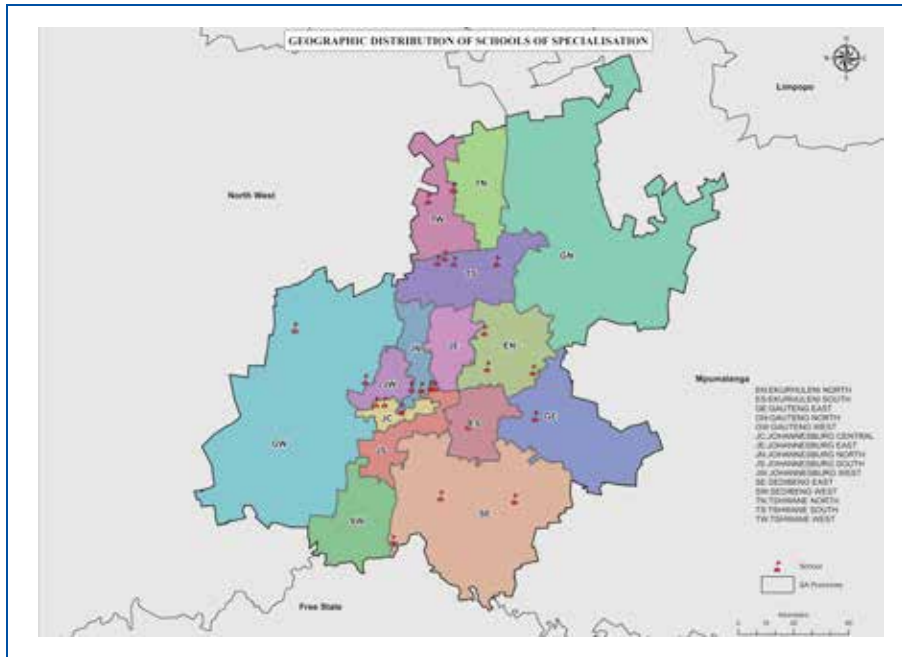 GEOGRAPHIC DISTRIBUTION OF SCHOOLS OF SPECIALISATION
N
Limpopo
North West
TN
TW
GN
TS
JN
JE
EN
JW
Mpumalanga
EN:EKURHULENI NORTH
ES:EKURHULENI SOUTH
GE:GAUTENG EAST
GN:GAUTENG NORTH
GW:GAUTENG WEST
JC:JOHANNESBURG CENTRAL
JE:JOHANNESBURG EAST
JN:JOHANNESBURG NORTH
JS:JOHANNESBURG SOUTH
JW:JOHANNESBURG WEST
SE:SEDIBENG EAST
SW:SEDIBENG WEST
TN:TSHWANE NORTH
TS:TSHWANE SOUTH
TW:TSHWANE WEST
GE
JC
ES
GW
JS
SE
SW
School
SA Provinces
Free State
Kilometers